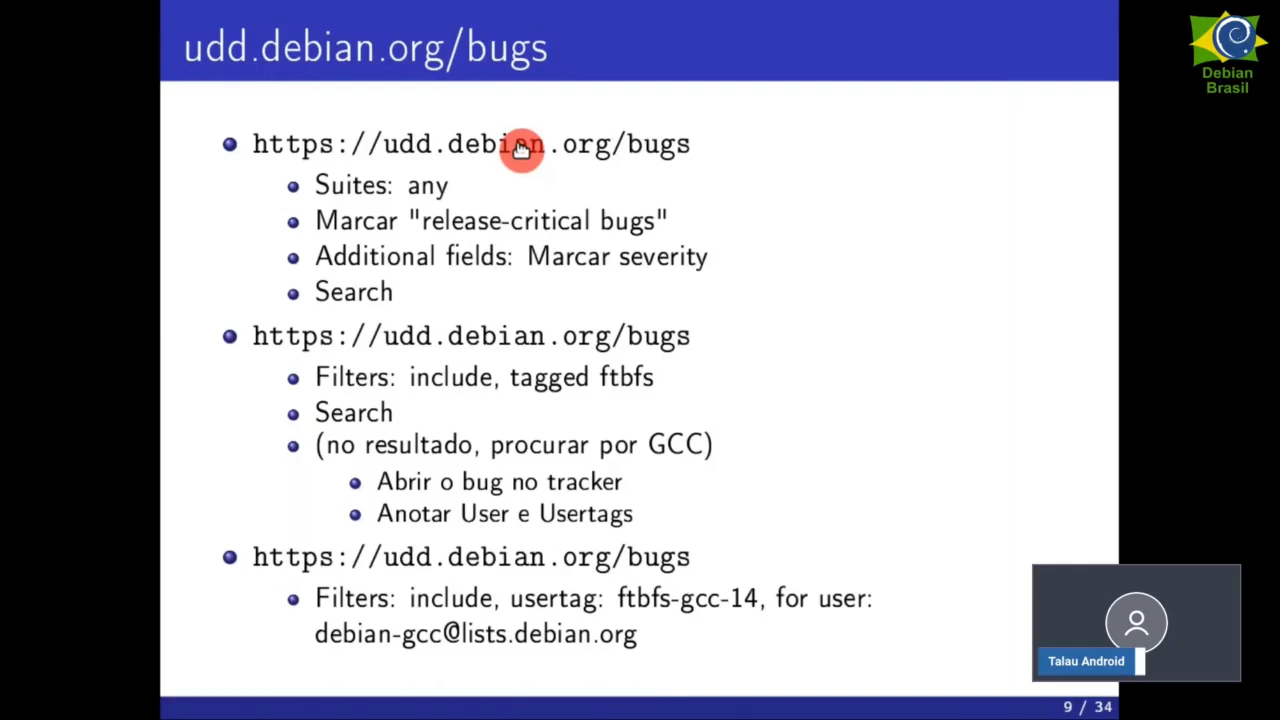 udd.debian.org/bugs
Debian
Brasil
https://udd.debian.org/bugs
Suites: any
Marcar "release-critical bugs"
Additional fields: Marcar severity
Search
https://udd.debian.org/bugs
Filters: include, tagged ftbfs
Search
(no resultado, procurar por GCC)
Abrir o bug no tracker
Anotar User e Usertags
https://udd.debian.org/bugs
Filters: include, usertag: ftbfs-gcc-14, for user:
debian-gcc@lists.debian.org
Talau Android
9 / 34